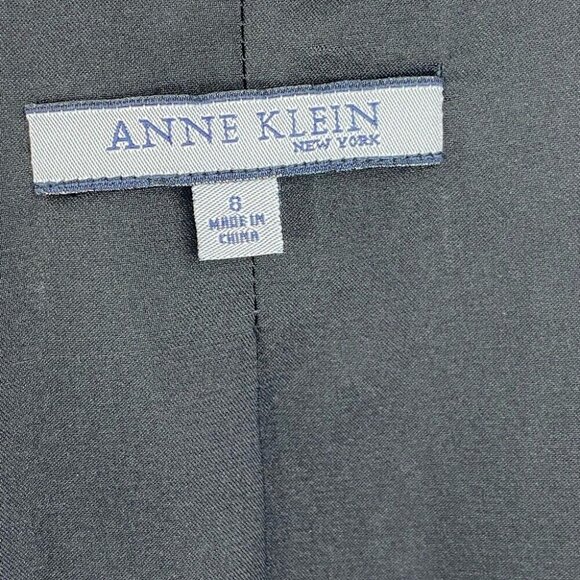 ANNE KLEIN
NEW YORK
8
MADE IN
CHINA